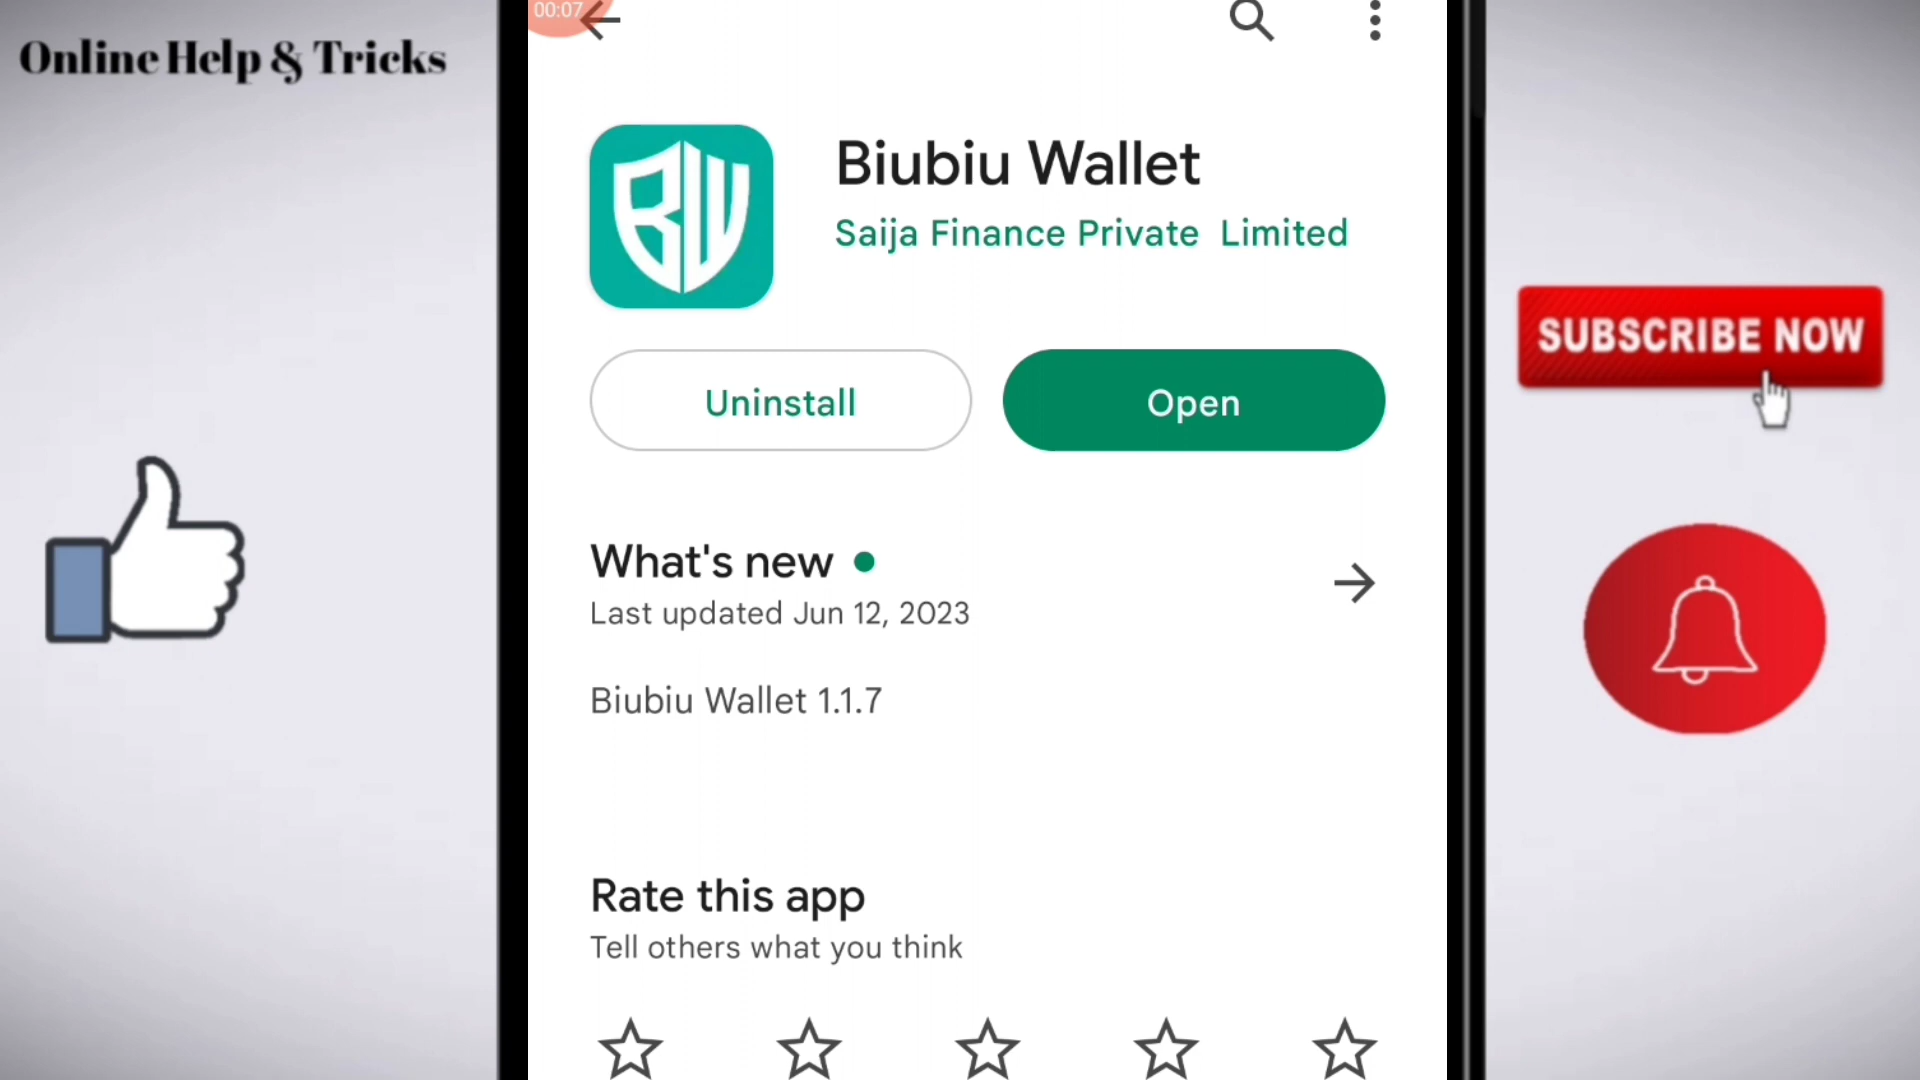 Online Help & Tricks
00:07
BIU
Biubiu Wallet
Saija Finance Private Limited
Uninstall
Open
SUBSCRIBE NOW
What's new
Last updated Jun 12, 2023
Biubiu Wallet 1.1.7
Rate this app
Tell others what you think